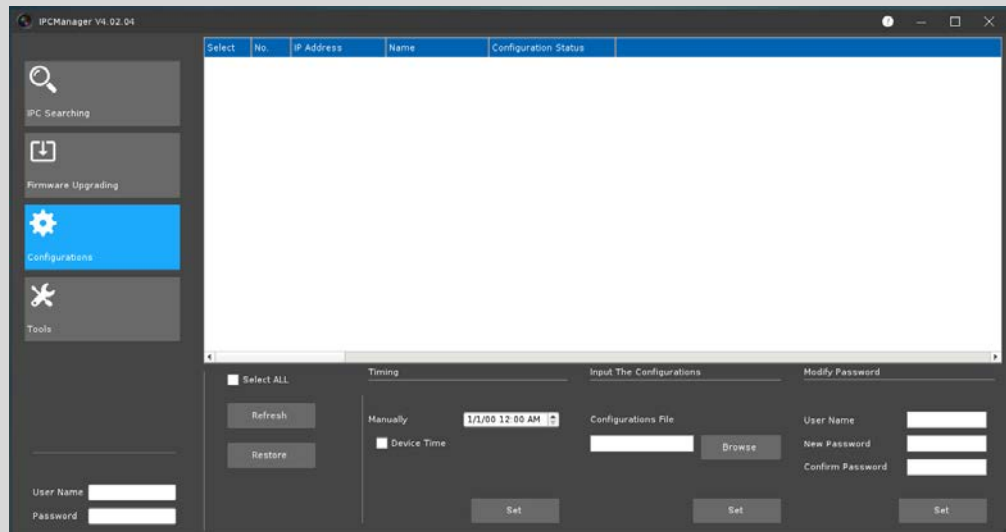 IPCManager V4.02.04
Select No. IP Address Name Configuration Status
IPC Searching
Firmware Upgrading
Configurations
Tools
User Name
Password
Select ALL
Refresh
Restore
Timing
Manually 1/1/00 12:00 AM
Device Time
Set
Input The Configurations
Configurations File
Browse
Set
Modify Password
User Name
New Password
Confirm Password
Set